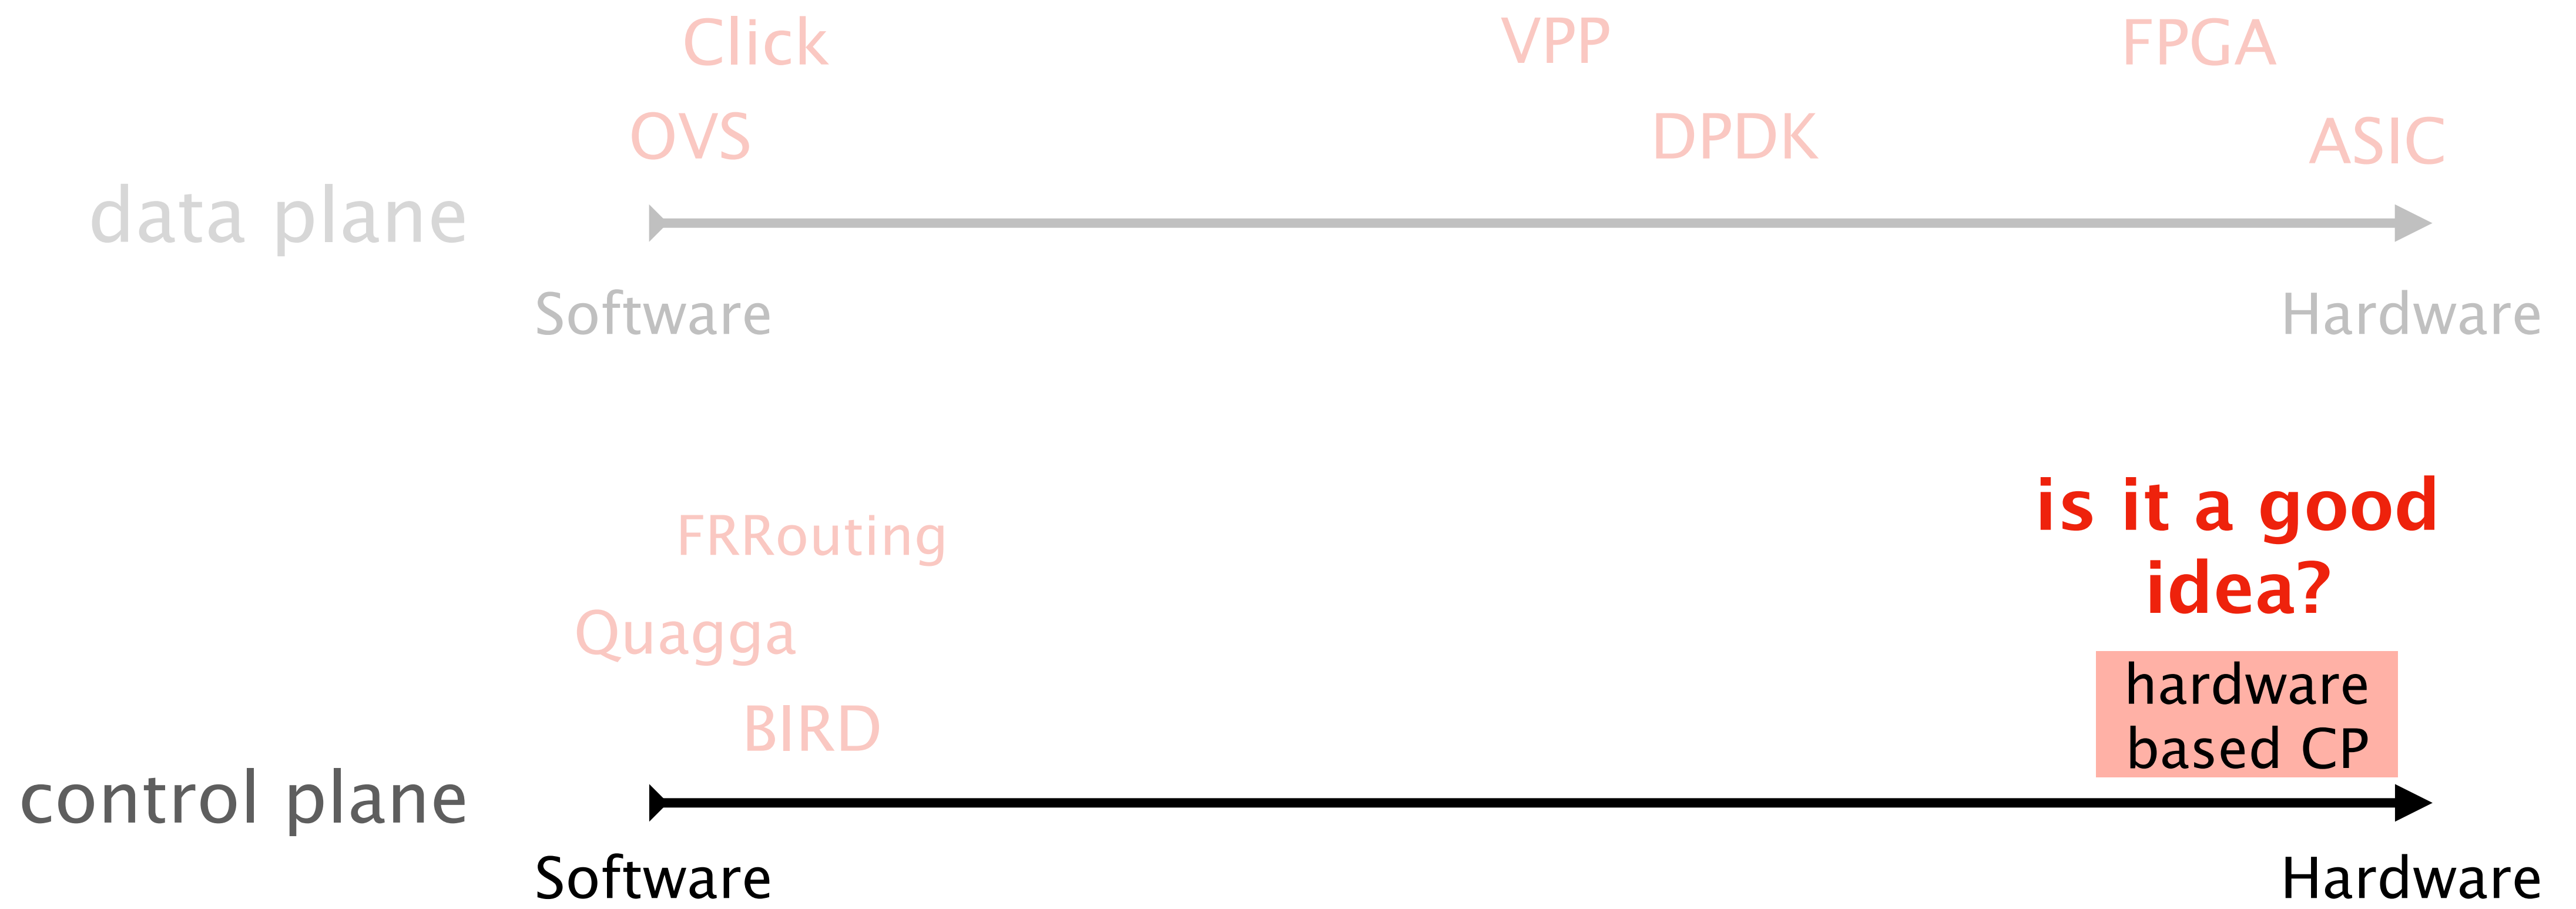 Click
VPP
FPGA
OVS
DPDK
ASIC
data plane
Software
Hardware
is it a good
idea?
FRRouting
Quagga
hardware
based CP
BIRD
control plane
Software
Hardware